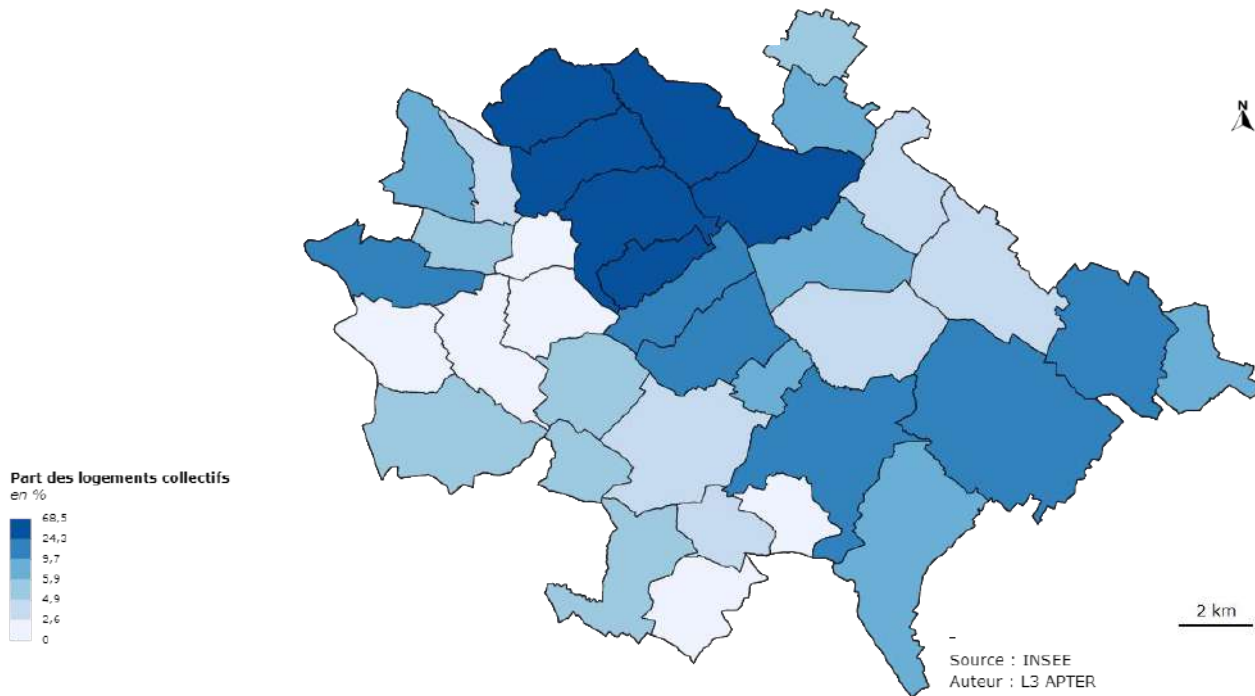 N
Part des logements collectifs
en %
68,5
24,3
9,7
5,9
4,9
2,6
0
2 km
-
Source : INSEE
Auteur : L3 APTER